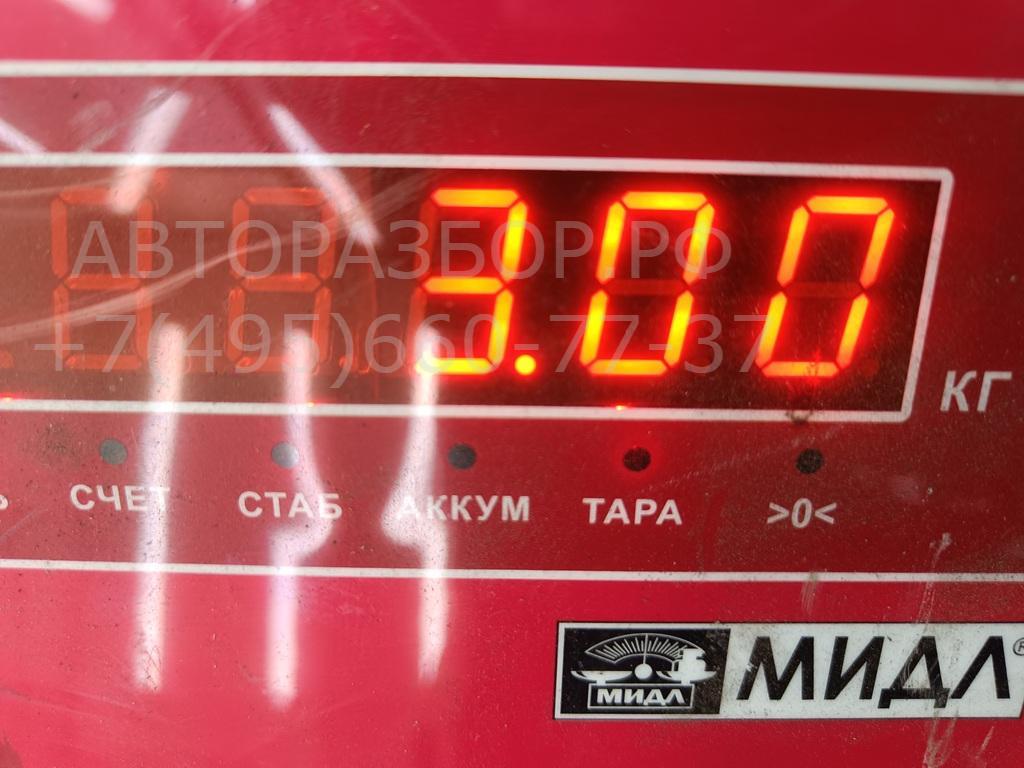 3.00
АВТОРАЗБОР.РФ
+7(495)660-77-37
КГ
СЧЕТ СТАБ АККУМ ТАРА >0<
МИДЛ МИДЛ®